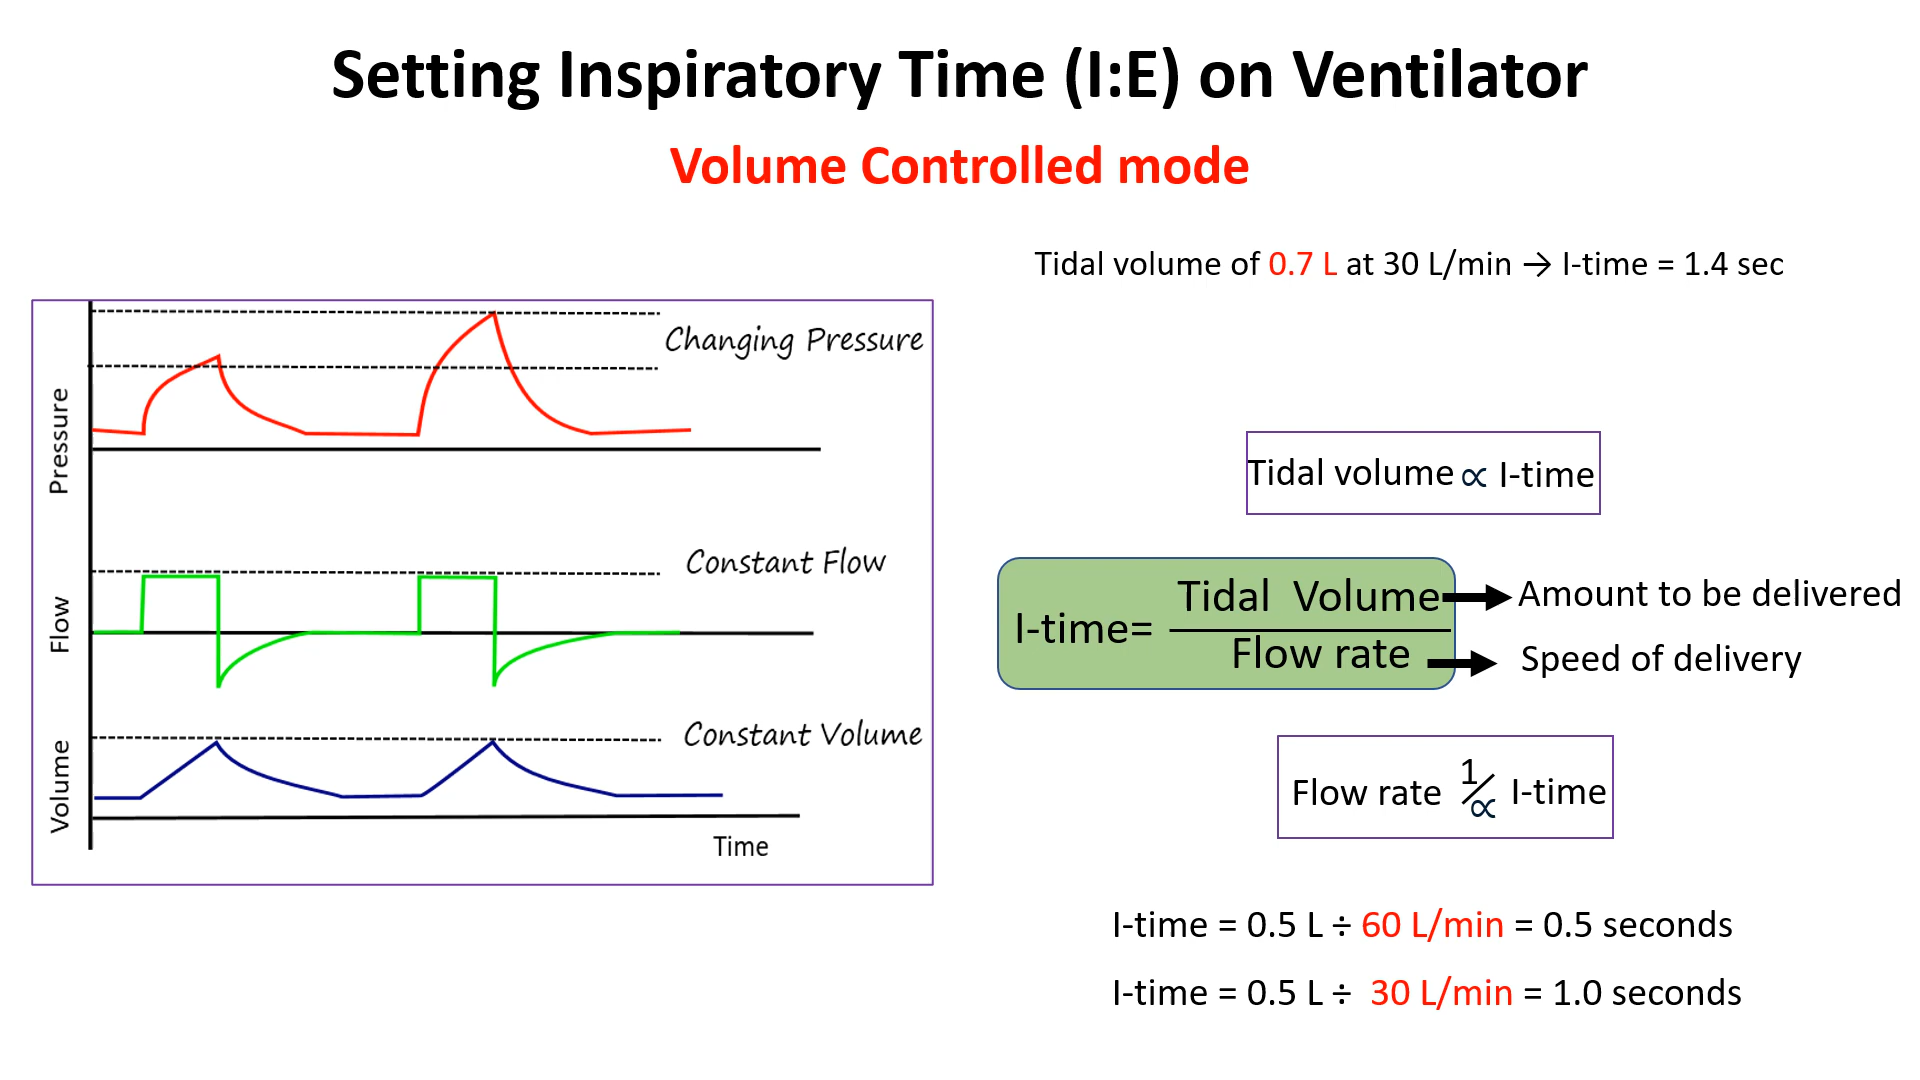 Setting Inspiratory Time (I:E) on Ventilator
Volume Controlled mode
Tidal volume of 0.7 L at 30 L/min → I-time = 1.4 sec
Changing Pressure
Pressure
Constant Flow
Flow
Constant Volume
Volume
Time
Tidal volume ∝ I-time
I-time= Tidal Volume
Flow rate
Amount to be delivered
Speed of delivery
Flow rate 1/∝ I-time
I-time = 0.5 L ÷ 60 L/min = 0.5 seconds
I-time = 0.5 L ÷ 30 L/min = 1.0 seconds